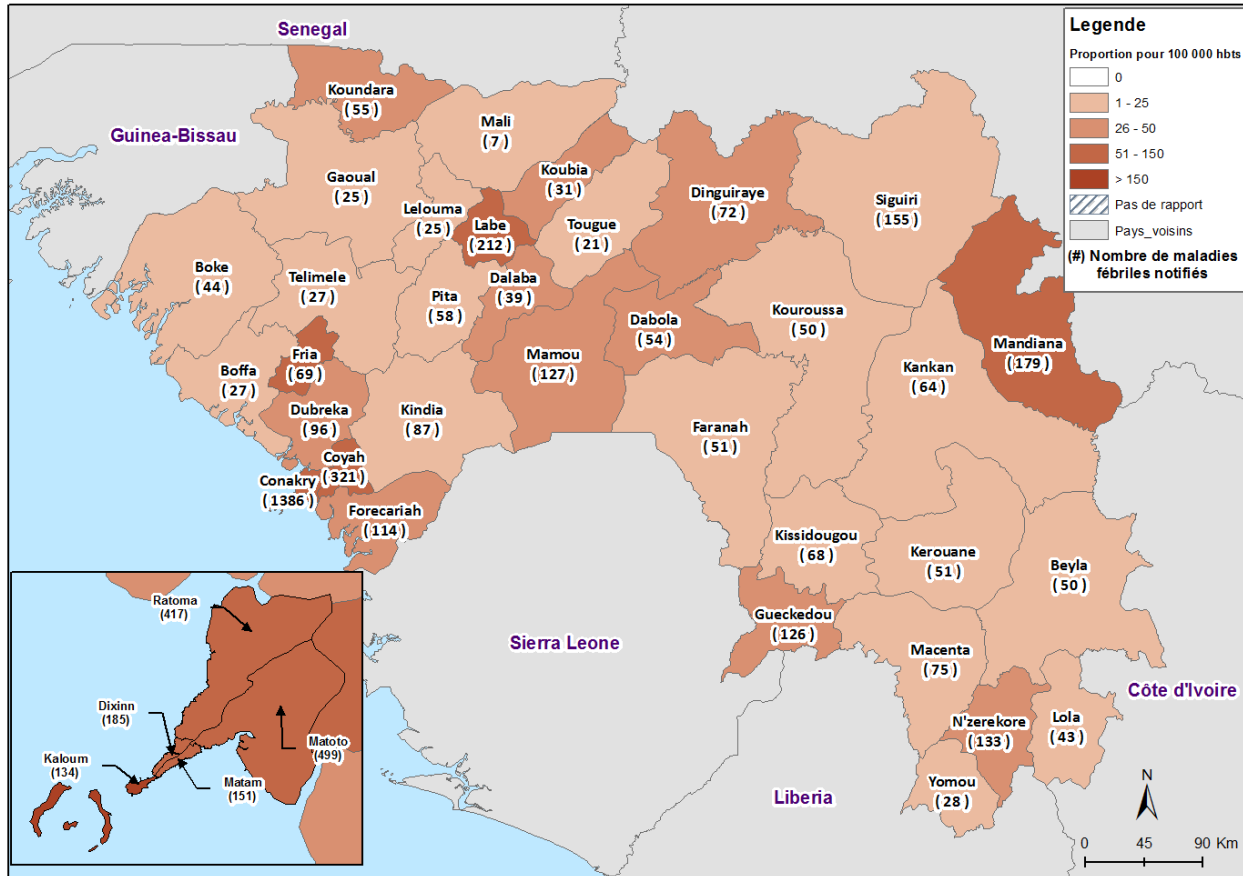 Senegal
Guinea-Bissau
Koundara
( 55 )
Mali
( 7 )
Gaoual
( 25 )
Koubia
( 31 )
Lelouma
( 25 )
Labe
( 212 )
Tougue
( 21 )
Dinguiraye
( 72 )
Siguiri
( 155 )
Boke
( 44 )
Telimele
( 27 )
Pita
( 58 )
Dalaba
( 39 )
Dabola
( 54 )
Kouroussa
( 50 )
Mandiana
( 179 )
Fria
( 69 )
Boffa
( 27 )
Mamou
( 127 )
Kankan
( 64 )
Dubreka
( 96 )
Kindia
( 87 )
Faranah
( 51 )
Coyah
( 321 )
Conakry
( 1386 )
Forecariah
( 114 )
Kissidougou
( 68 )
Kerouane
( 51 )
Beyla
( 50 )
Gueckedou
( 126 )
Macenta
( 75 )
N'zerekore
( 133 )
Lola
( 43 )
Yomou
( 28 )
Sierra Leone
Liberia
Côte d'Ivoire
Ratoma
(417)
Dixinn
(185)
Kaloum
(134)
Matam
(151)
Matoto
(499)
Legende
Proportion pour 100 000 hbts
0
1 - 25
26 - 50
51 - 150
> 150
Pas de rapport
Pays_voisins
(#) Nombre de maladies
fébriles notifiés
N
0 45 90 Km